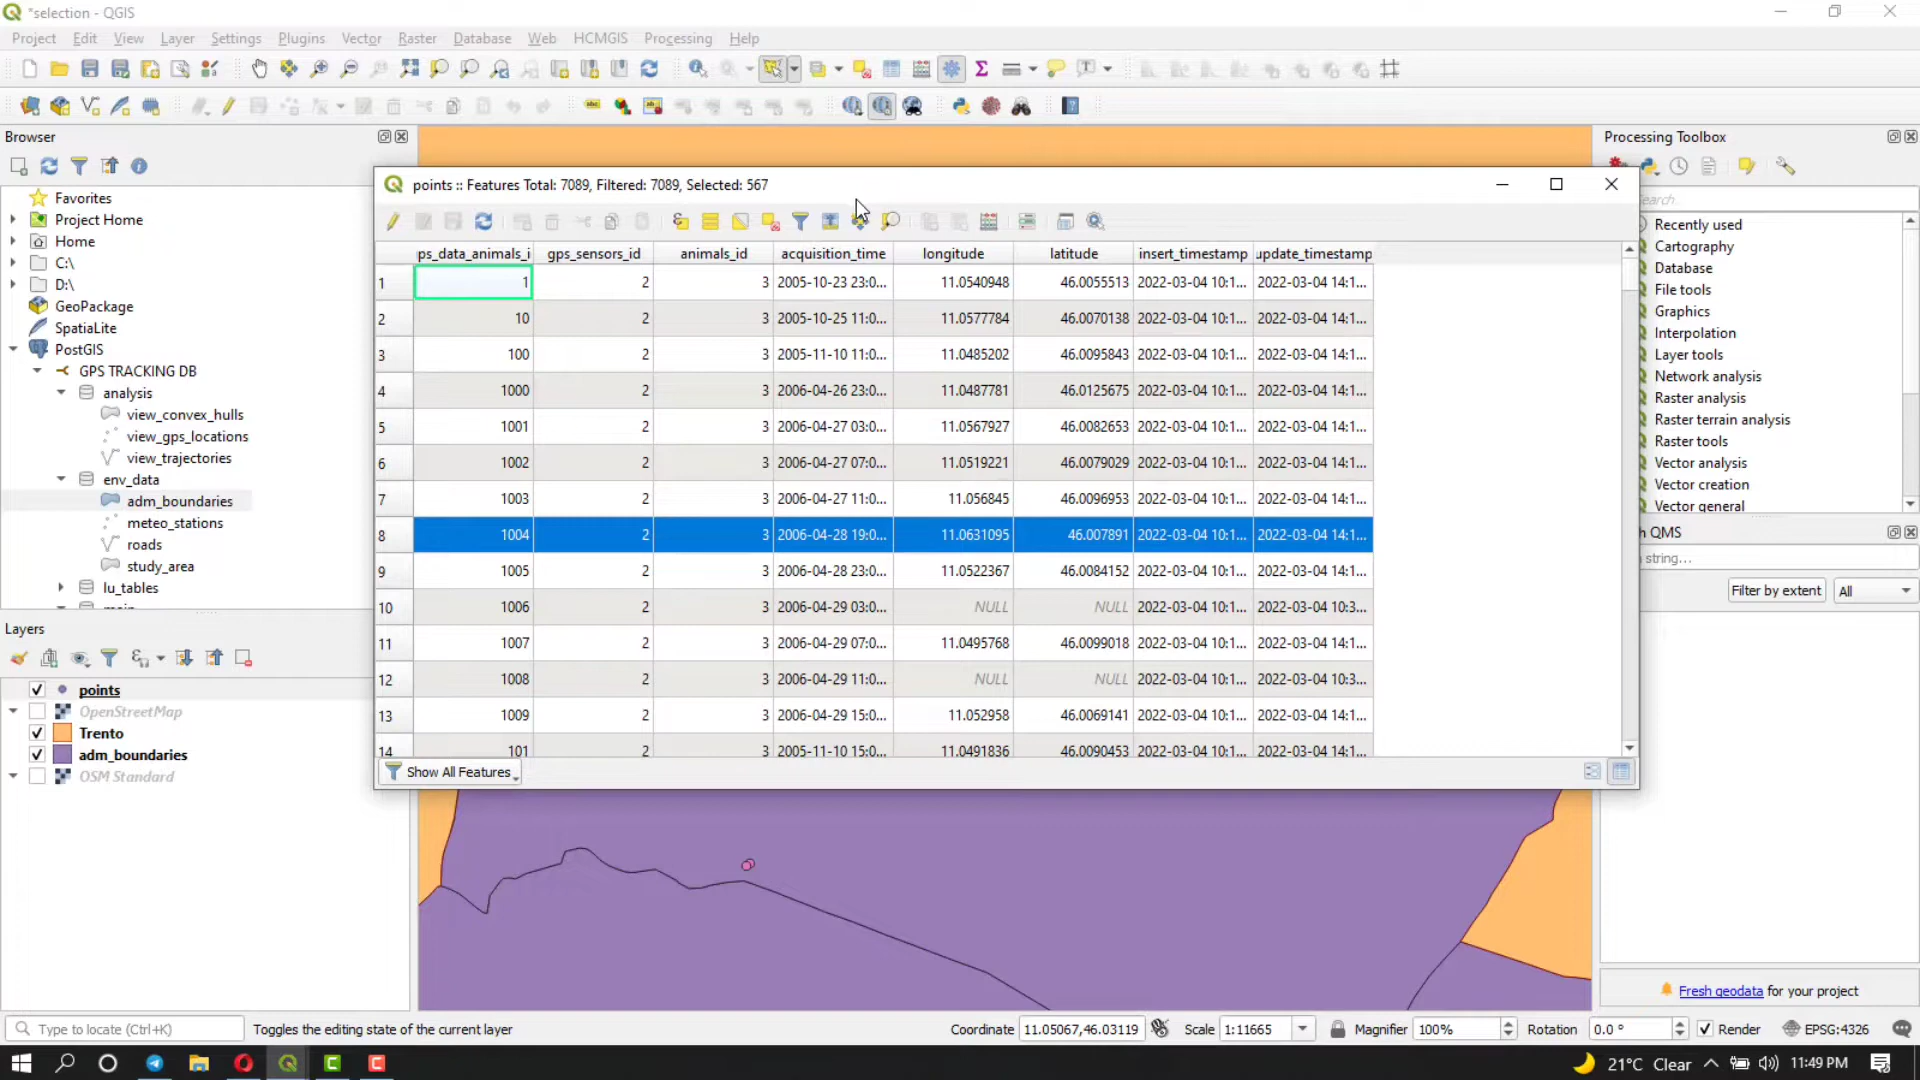 *selection - QGIS
Project Edit View Layer Settings Plugins Vector Raster Database Web HCMGIS Processing Help
Browser
Favorites
Project Home
Home
C:\
D:\
GeoPackage
SpatiaLite
PostGIS
GPS TRACKING DB
analysis
view_convex_hulls
view_gps_locations
view_trajectories
env_data
adm_boundaries
meteo_stations
roads
study_area
lu_tables
Layers
points
OpenStreetMap
Trento
adm_boundaries
OSM Standard
points :: Features Total: 7089, Filtered: 7089, Selected: 567
ps_data_animals_i gps_sensors_id animals_id acquisition_time longitude latitude insert_timestamp update_timestamp
1 1 2 3 2005-10-23 23:0... 11.0540948 46.0055513 2022-03-04 10:1... 2022-03-04 14:1...
2 10 2 3 2005-10-25 11:0... 11.0577784 46.0070138 2022-03-04 10:1... 2022-03-04 14:1...
3 100 2 3 2005-11-10 11:0... 11.0485202 46.0095843 2022-03-04 10:1... 2022-03-04 14:1...
4 1000 2 3 2006-04-26 23:0... 11.0487781 46.0125675 2022-03-04 10:1... 2022-03-04 14:1...
5 1001 2 3 2006-04-27 03:0... 11.0567927 46.0082653 2022-03-04 10:1... 2022-03-04 14:1...
6 1002 2 3 2006-04-27 07:0... 11.0519221 46.0079029 2022-03-04 10:1... 2022-03-04 14:1...
7 1003 2 3 2006-04-27 11:0... 11.056845 46.0096953 2022-03-04 10:1... 2022-03-04 14:1...
8 1004 2 3 2006-04-28 19:0... 11.0631095 46.007891 2022-03-04 10:1... 2022-03-04 14:1...
9 1005 2 3 2006-04-28 23:0... 11.0522367 46.0084152 2022-03-04 10:1... 2022-03-04 14:1...
10 1006 2 3 2006-04-29 03:0... NULL NULL 2022-03-04 10:1... 2022-03-04 10:3...
11 1007 2 3 2006-04-29 07:0... 11.0495768 46.0099018 2022-03-04 10:1... 2022-03-04 14:1...
12 1008 2 3 2006-04-29 11:0... NULL NULL 2022-03-04 10:1... 2022-03-04 10:3...
13 1009 2 3 2006-04-29 15:0... 11.052958 46.0069141 2022-03-04 10:1... 2022-03-04 14:1...
14 101 2 3 2005-11-10 15:0... 11.0491836 46.0090453 2022-03-04 10:1... 2022-03-04 14:1...
Show All Features
Processing Toolbox
Recently used
Cartography
Database
File tools
Graphics
Interpolation
Layer tools
Network analysis
Raster analysis
Raster terrain analysis
Raster tools
Vector analysis
Vector creation
Vector general
QMS
string...
Filter by extent All
Fresh geodata for your project
Type to locate (Ctrl+K) Toggles the editing state of the current layer Coordinate 11.05067,46.03119 Scale 1:11665 Magnifier 100% Rotation 0.0 ° Render EPSG:4326
21°C Clear 11:49 PM